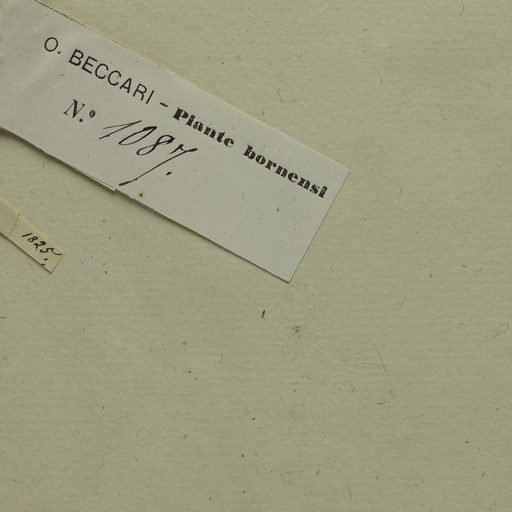 O. BECCARI – Piante bornensi
N.º 1087.
1825.